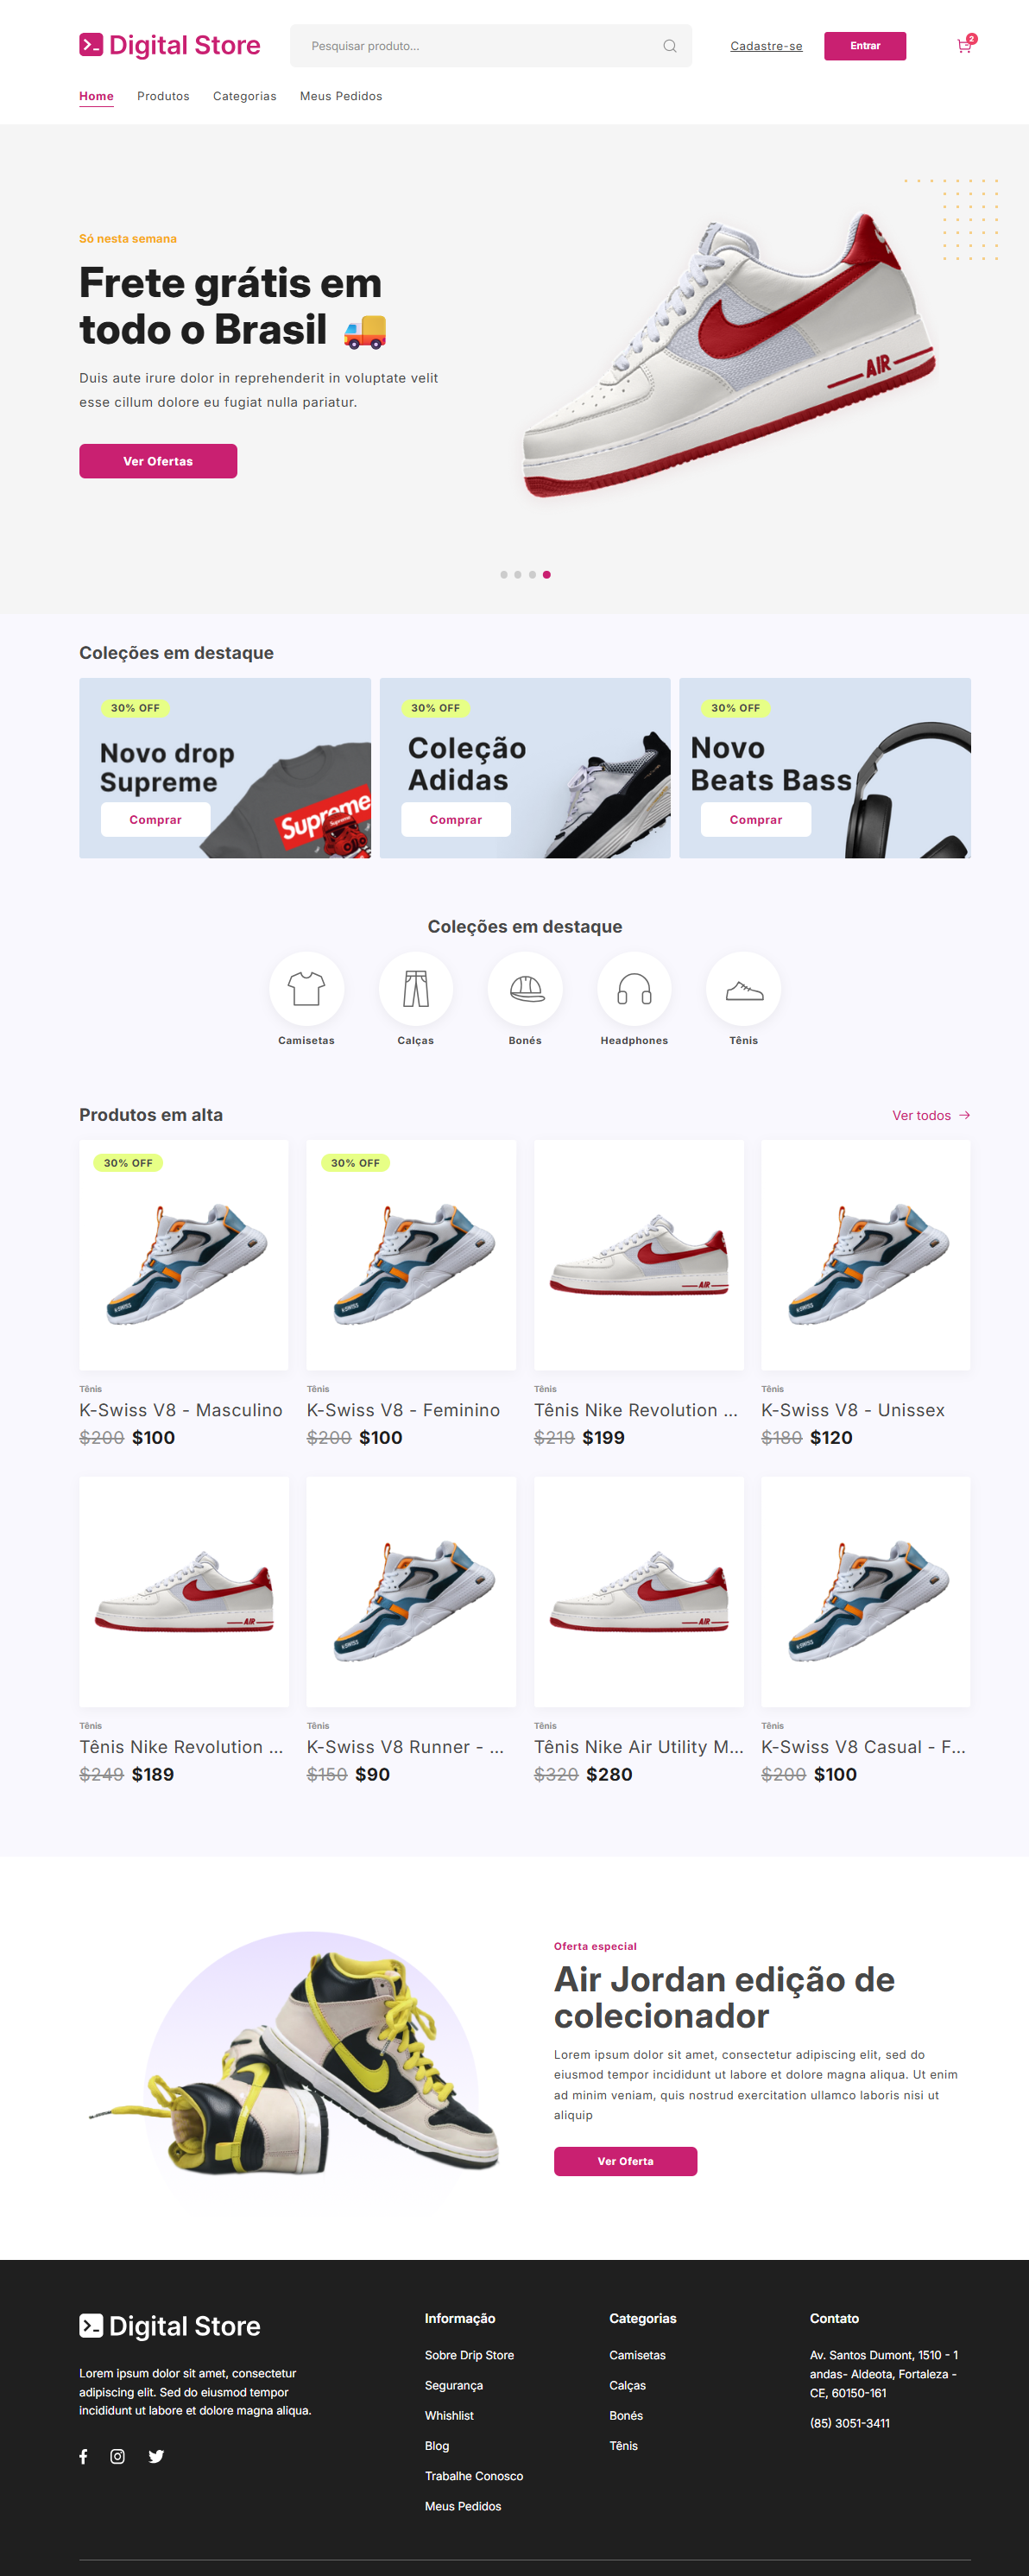 Digital Store
Pesquisar produto...
Cadastre-se
Entrar
2
Home
Produtos
Categorias
Meus Pedidos
Só nesta semana
Frete grátis em
todo o Brasil
Duis aute irure dolor in reprehenderit in voluptate velit
esse cillum dolore eu fugiat nulla pariatur.
Ver Ofertas
AIR
Coleções em destaque
30% OFF
Novo drop
Supreme
Comprar
Supreme
30% OFF
Coleção
Adidas
Comprar
30% OFF
Novo
Beats Bass
Comprar
Coleções em destaque
Camisetas
Calças
Bonés
Headphones
Tênis
Produtos em alta
Ver todos
30% OFF
K-SWISS
Tênis
K-Swiss V8 - Masculino
$200 $100
30% OFF
K-SWISS
Tênis
K-Swiss V8 - Feminino
$200 $100
AIR
Tênis
Tênis Nike Revolution ...
$219 $199
K-SWISS
Tênis
K-Swiss V8 - Unissex
$180 $120
AIR
Tênis
Tênis Nike Revolution ...
$249 $189
K-SWISS
Tênis
K-Swiss V8 Runner - ...
$150 $90
AIR
Tênis
Tênis Nike Air Utility M...
$320 $280
K-SWISS
Tênis
K-Swiss V8 Casual - F...
$200 $100
Oferta especial
Air Jordan edição de
colecionador
Lorem ipsum dolor sit amet, consectetur adipiscing elit, sed do
eiusmod tempor incididunt ut labore et dolore magna aliqua. Ut enim
ad minim veniam, quis nostrud exercitation ullamco laboris nisi ut
aliquip
Ver Oferta
Digital Store
Lorem ipsum dolor sit amet, consectetur
adipiscing elit. Sed do eiusmod tempor
incididunt ut labore et dolore magna aliqua.
Informação
Sobre Drip Store
Segurança
Whishlist
Blog
Trabalhe Conosco
Meus Pedidos
Categorias
Camisetas
Calças
Bonés
Tênis
Contato
Av. Santos Dumont, 1510 - 1
andas- Aldeota, Fortaleza -
CE, 60150-161
(85) 3051-3411